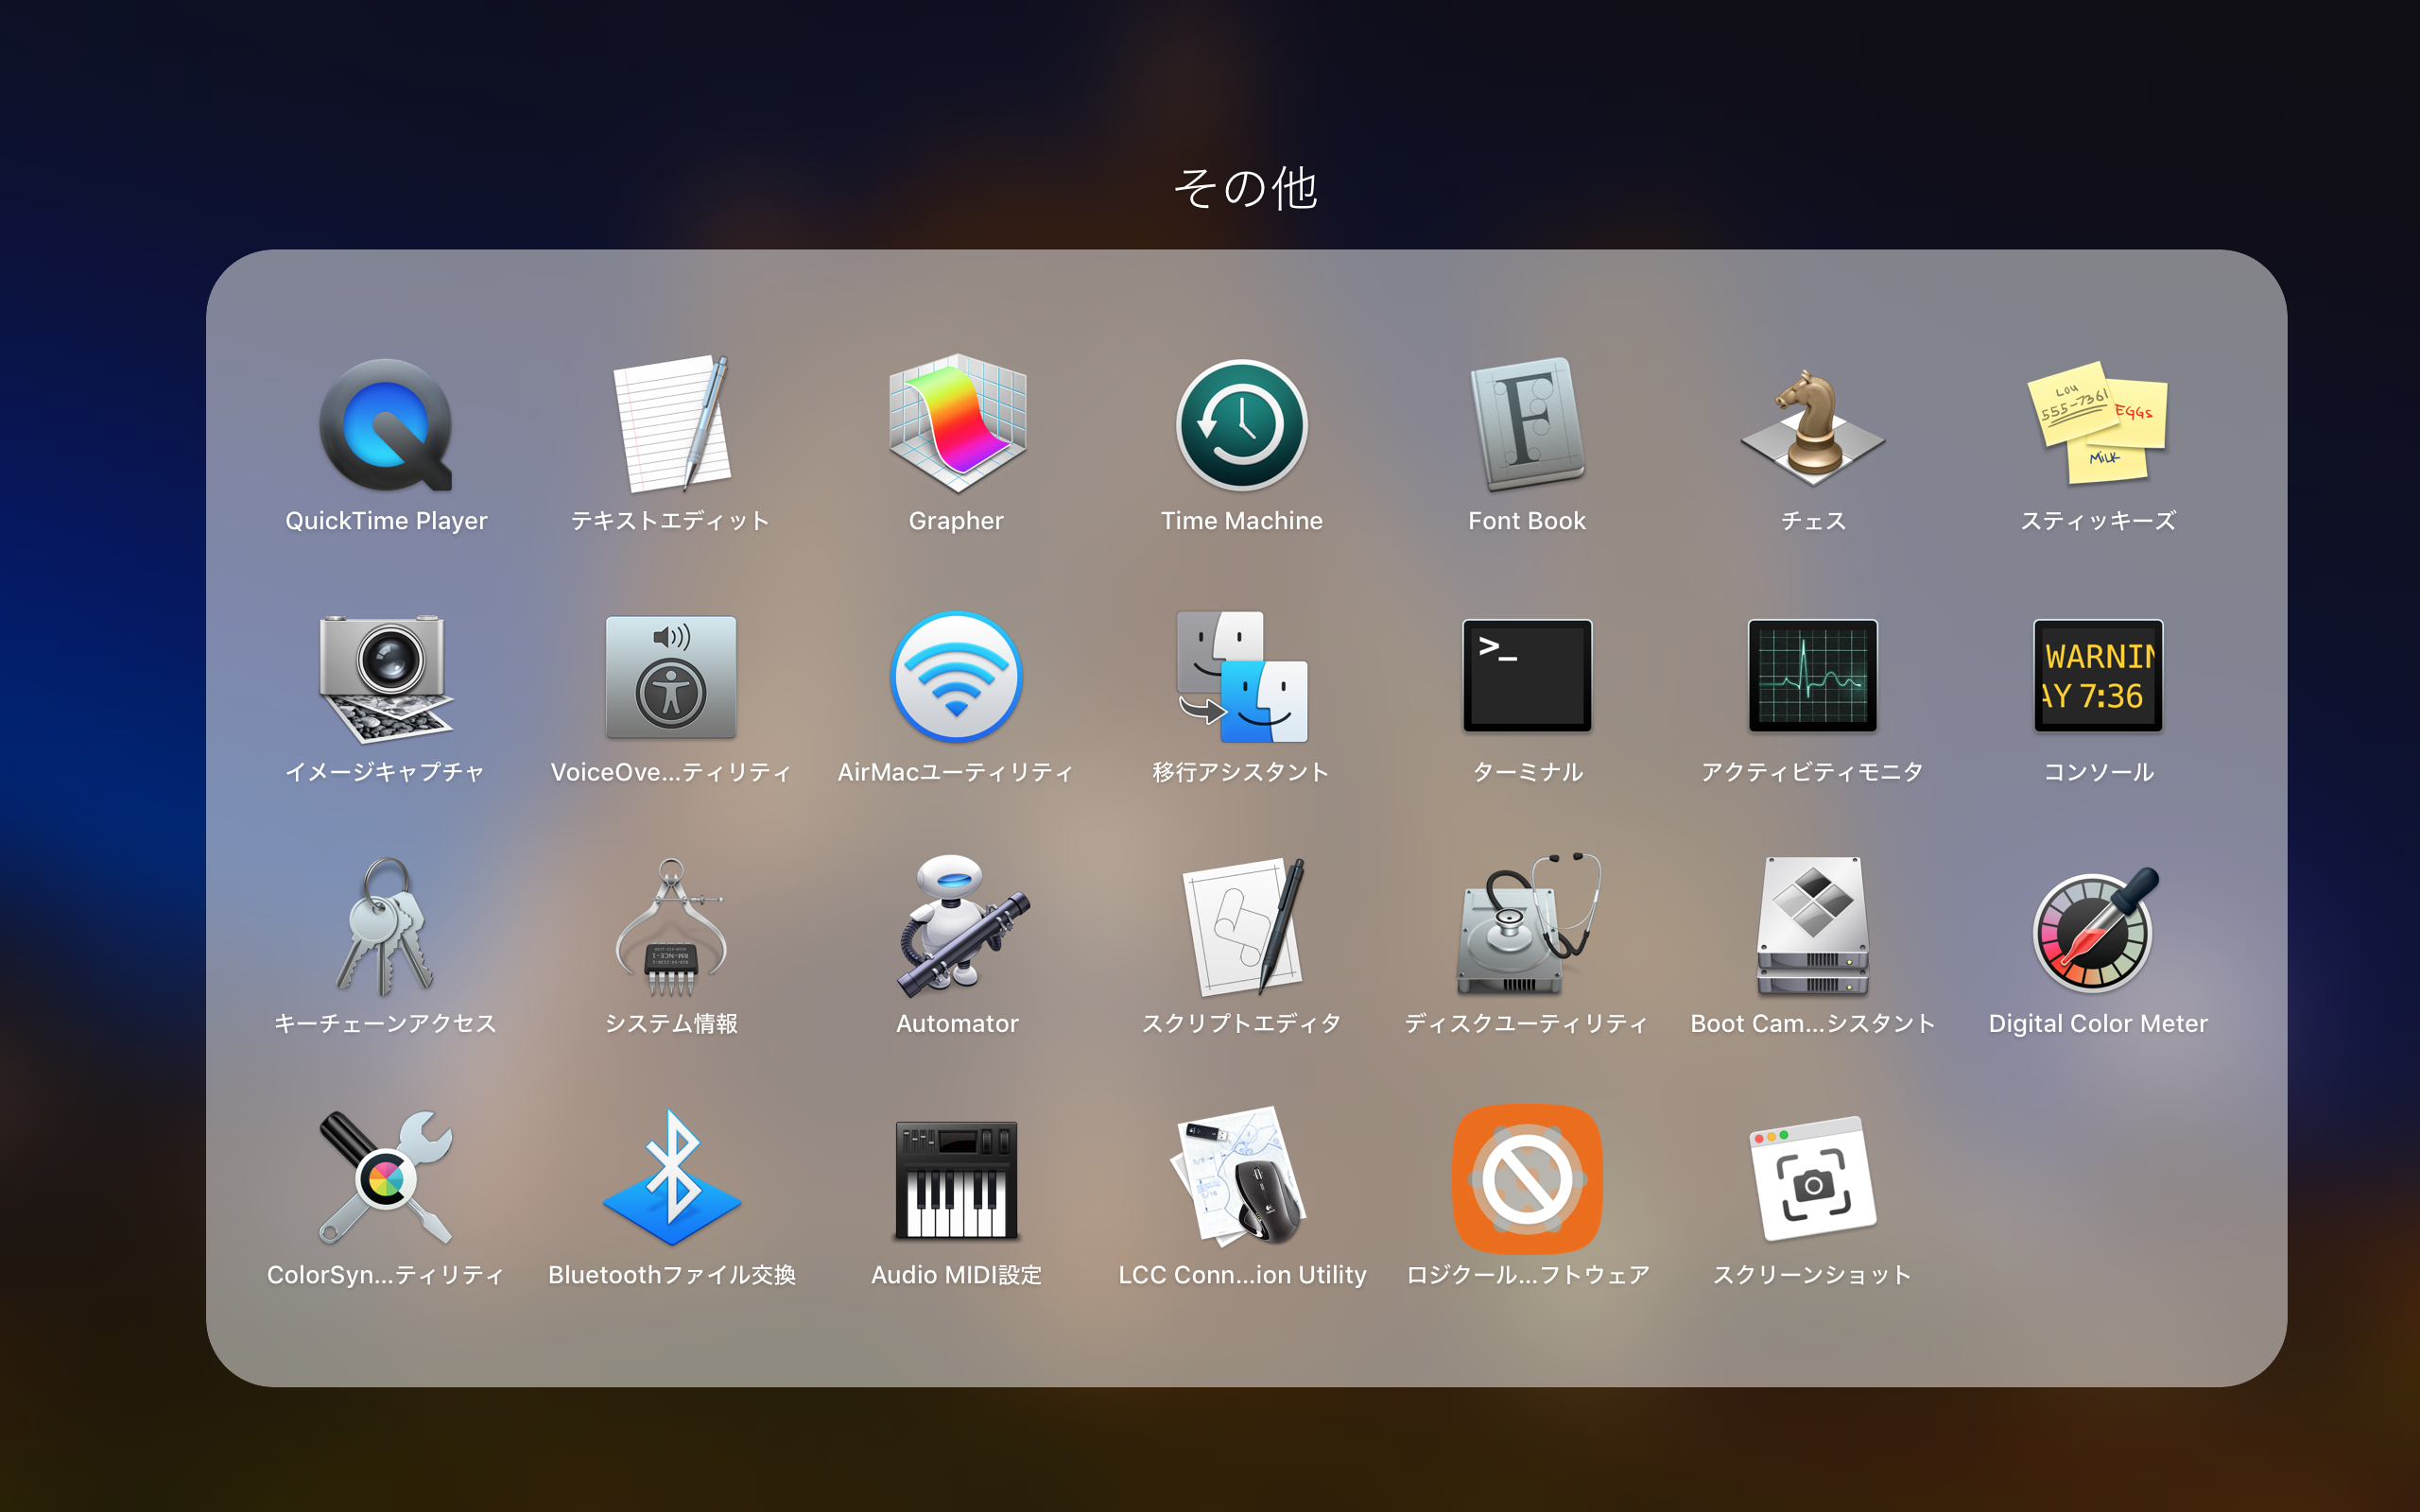 その他
QuickTime Player
テキストエディット
Grapher
Time Machine
Font Book
チェス
Lou
555-7361
EGGS
MILK
スティッキーズ
イメージキャプチャ
VoiceOve...ティリティ
AirMacユーティリティ
移行アシスタント
>_
ターミナル
アクティビティモニタ
WARNIN
AY 7:36
コンソール
キーチェーンアクセス
システム情報
Automator
スクリプトエディタ
ディスクユーティリティ
Boot Cam...シスタント
Digital Color Meter
ColorSyn...ティリティ
Bluetoothファイル交換
Audio MIDI設定
LCC Conn...ion Utility
ロジクール...フトウェア
スクリーンショット